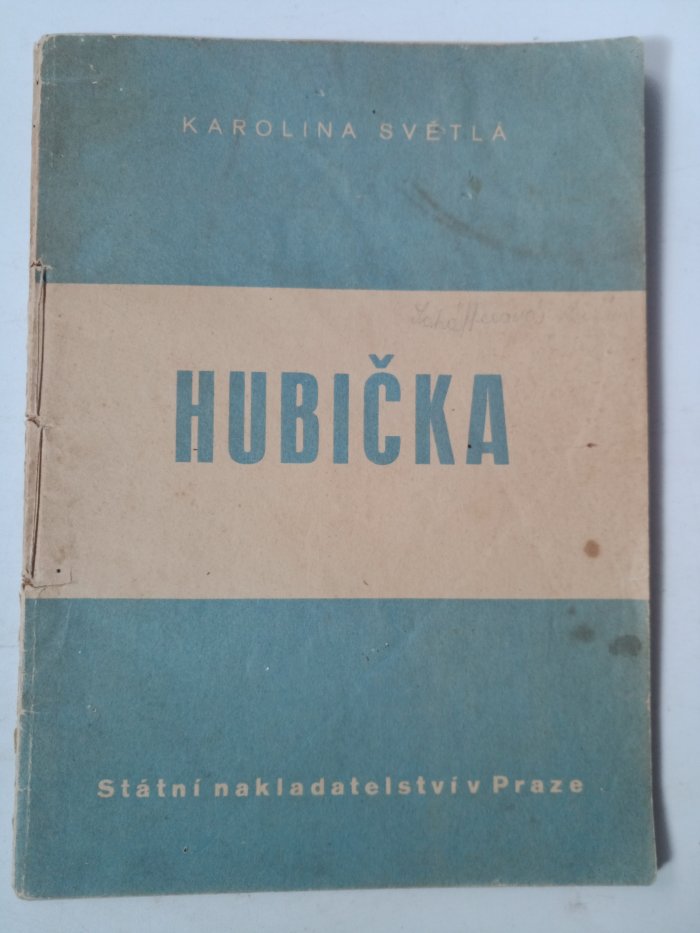 KAROLINA SVĚTLÁ
HUBIČKA
Státní nakladatelství v Praze